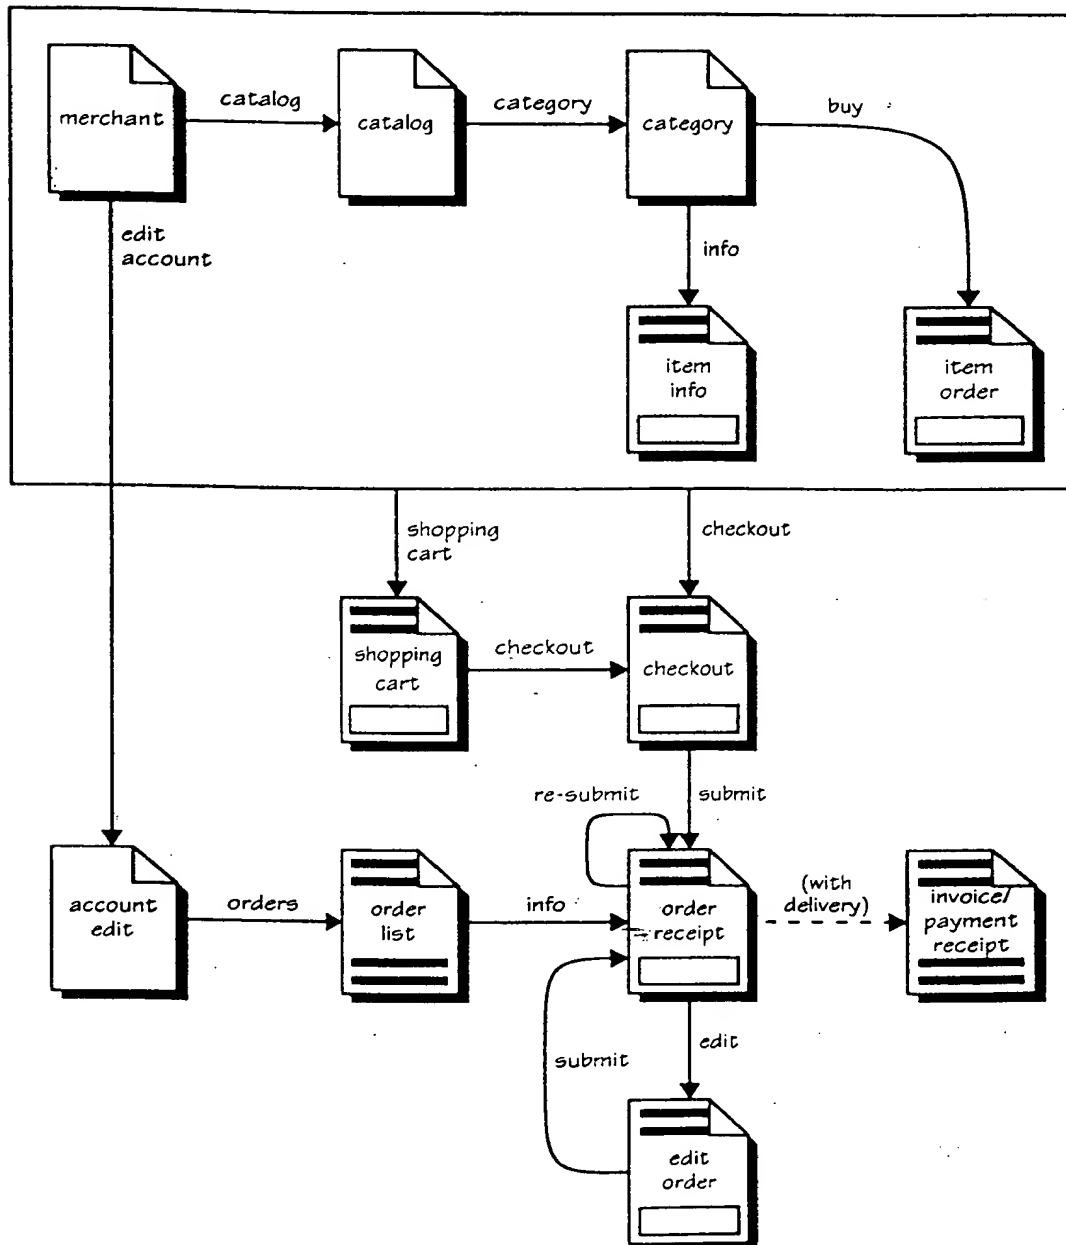 merchant
catalog
catalog
category
category
buy
edit
account
info
item
info
item
order
shopping
cart
checkout
shopping
cart
checkout
checkout
re-submit
submit
account
edit
orders
order
list
info
order
receipt
(with
delivery)
invoice/
payment
receipt
submit
edit
edit
order